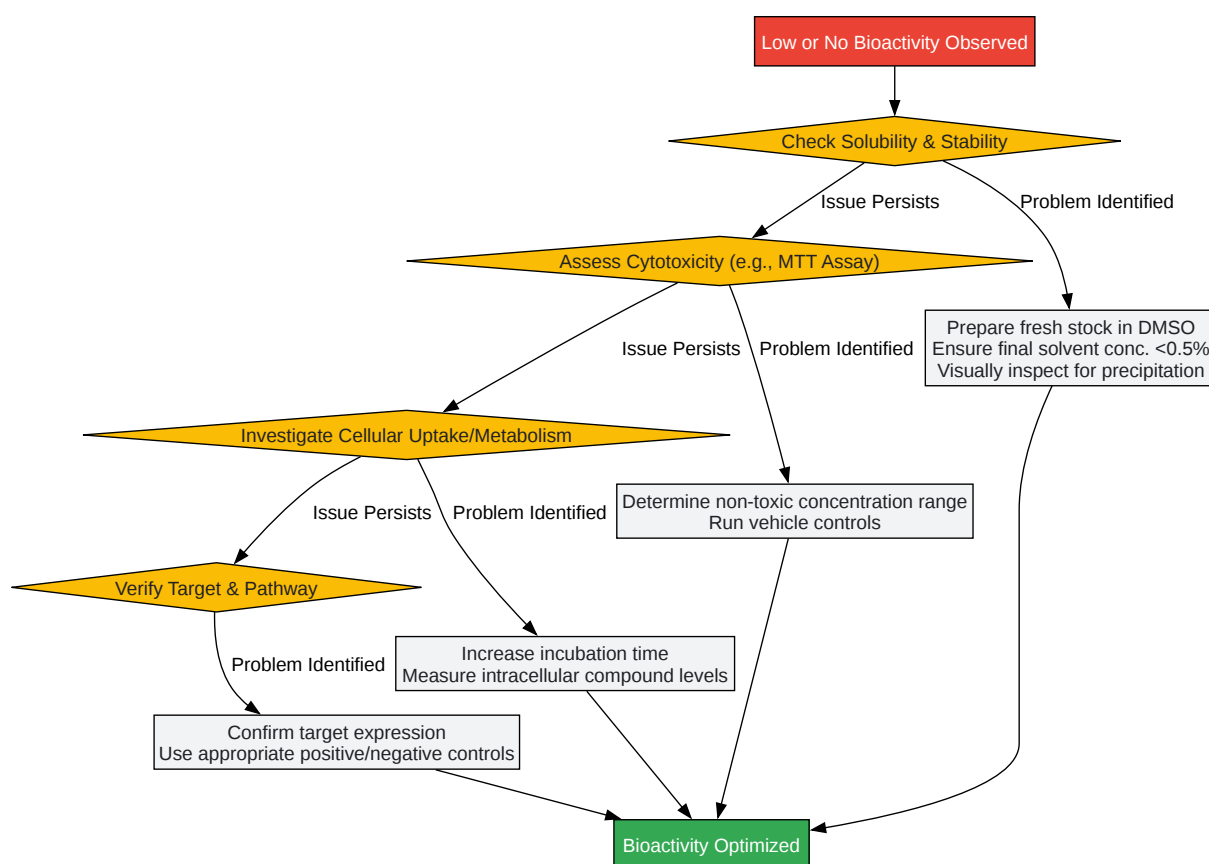 Low or No Bioactivity Observed
Check Solubility & Stability
Issue Persists
Problem Identified
Assess Cytotoxicity (e.g., MTT Assay)
Prepare fresh stock in DMSO
Ensure final solvent conc. <0.5%
Visually inspect for precipitation
Issue Persists
Problem Identified
Investigate Cellular Uptake/Metabolism
Determine non-toxic concentration range
Run vehicle controls
Issue Persists
Problem Identified
Verify Target & Pathway
Increase incubation time
Measure intracellular compound levels
Problem Identified
Confirm target expression
Use appropriate positive/negative controls
Bioactivity Optimized